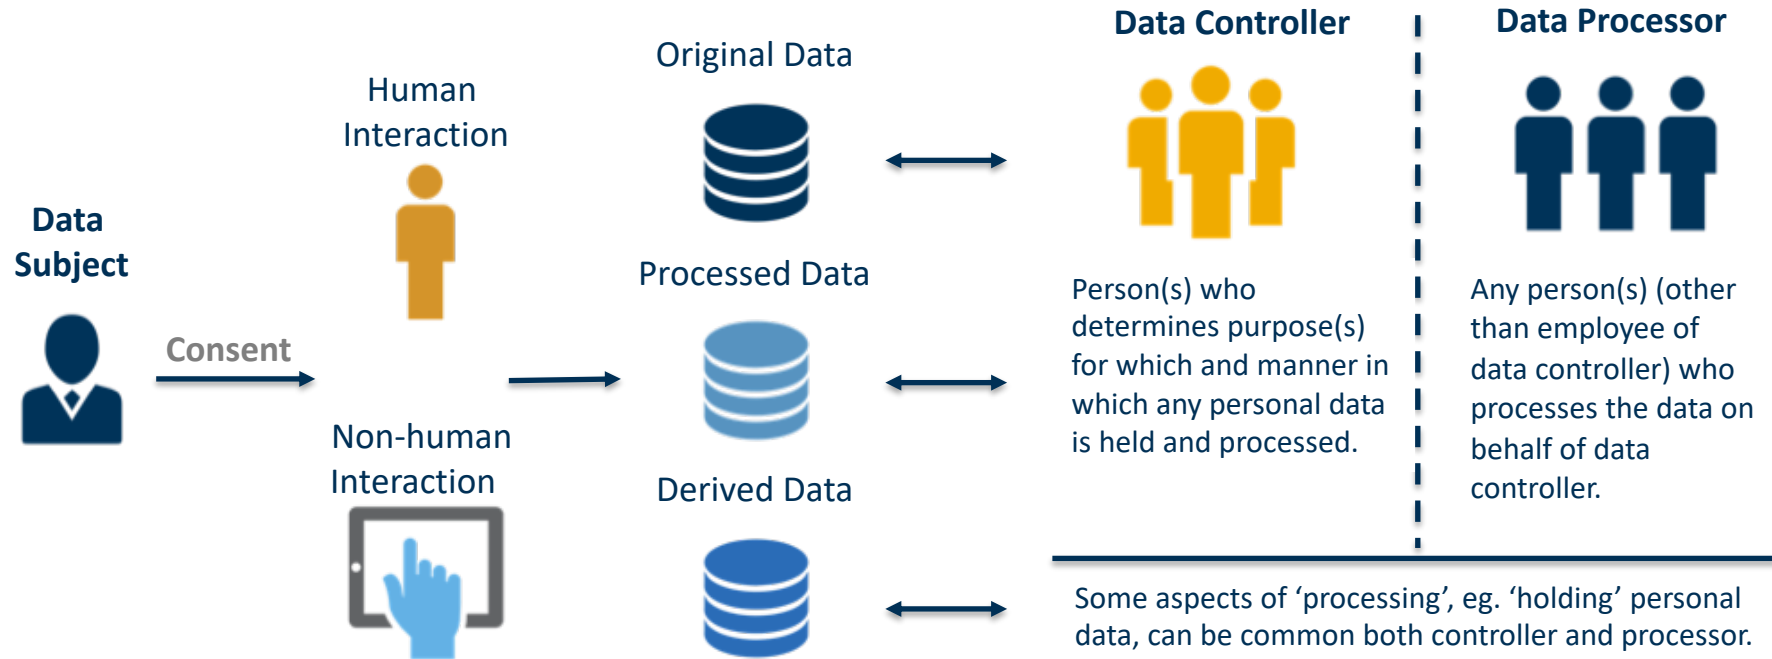 Data
Subject
Consent
Human
Interaction
Non-human
Interaction
Original Data
Processed Data
Derived Data
Data Controller
Person(s) who
determines purpose(s)
for which and manner in
which any personal data
is held and processed.
Data Processor
Any person(s) (other
than employee of
data controller) who
processes the data on
behalf of data
controller.
Some aspects of ‘processing’, eg. ‘holding’ personal
data, can be common both controller and processor.